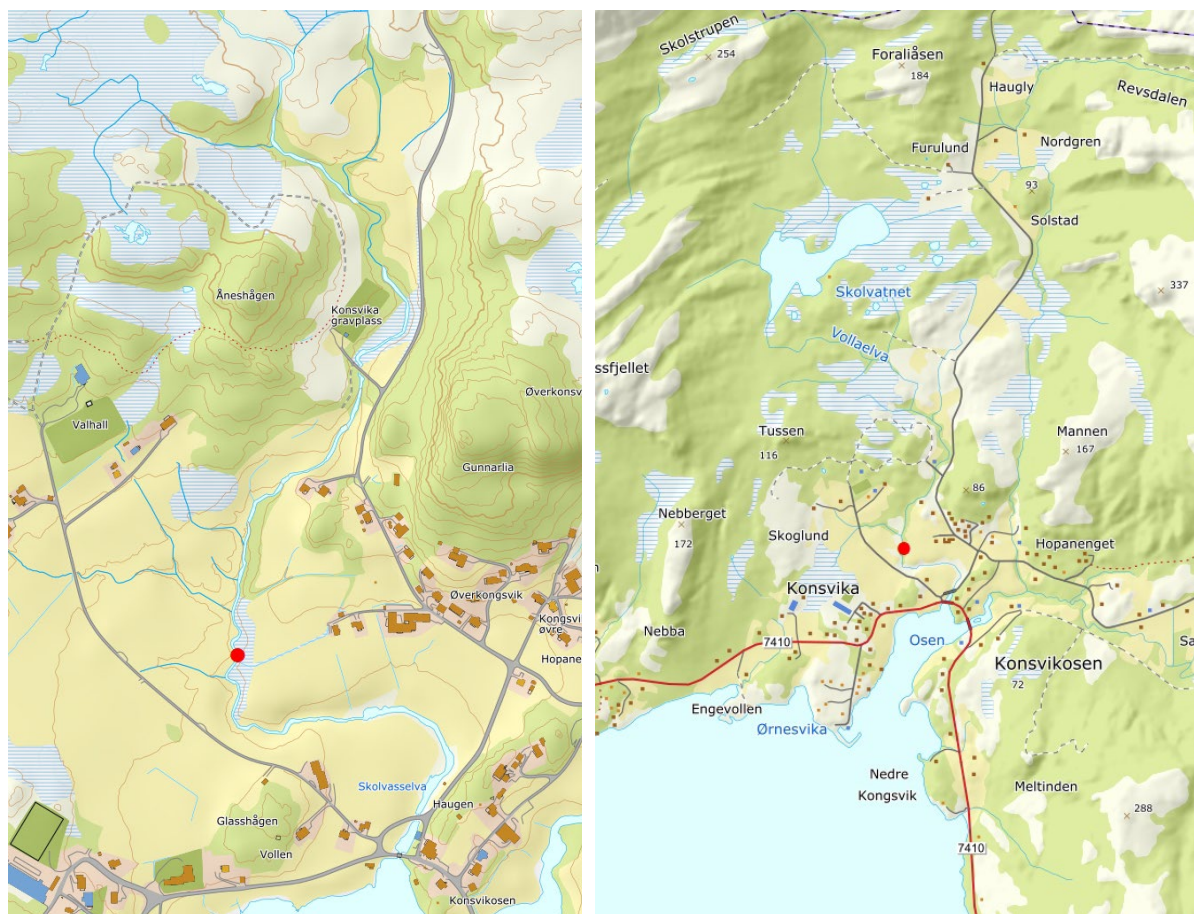 Åneshågen
Konsvika
gravplass
Valhall
Gunnarlia
Øverkongsvik
Skolvasselva
Haugen
Glasshågen
Vollen
Konsvikosen
Skolstrupen
254
Foraliåsen
184
Haugly
Revsdalen
Furulund
Nordgren
93
Solstad
Skolvatnet
337
Vollaelva
ssfjellet
Tussen
116
Mannen
167
86
Nebberget
172
Skoglund
Hopanenget
Konsvika
Nebba
7410
Osen
Konsvikosen
72
Engevollen
Ørnesvika
Nedre
Kongsvik
Meltinden
288
7410
Øverkonsv
Kongsvi
øvre
Hopane
Sa
n